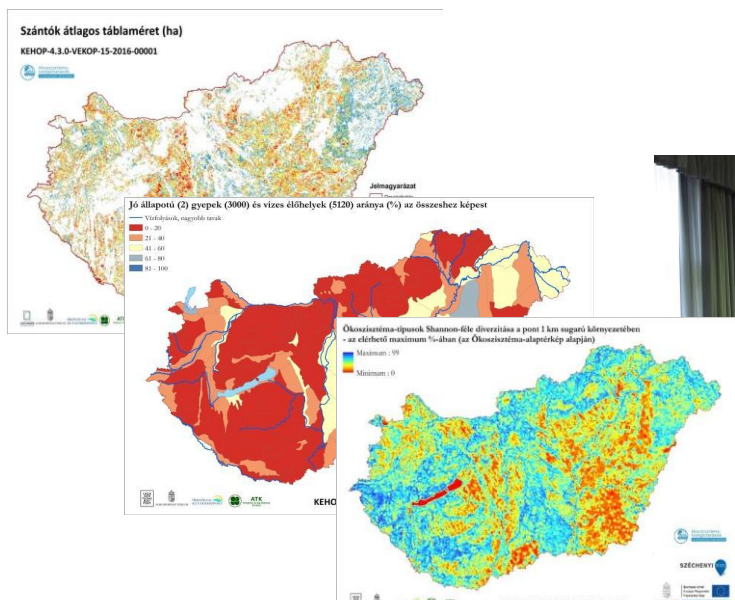 Szántók átlagos táblaméret (ha)
KEHOP-4.3.0-VEKOP-15-2016-00001
Jelmagyarázat
Jó állapotú (2) gyepek (3000) és vizes élőhelyek (5120) aránya (%) az összeshez képest
Vízfolyások, nagyobb tavak
0 - 20
21 - 40
41 - 60
61 - 80
81 - 100
ATK
KEHO
Ökoszisztéma-típusok Shannon-féle diverzitása a pont 1 km sugarú környezetében
- az elérhető maximum %-ában (az Ökoszisztéma-alaptérkép alapján)
Maximum : 99
Minimum : 0
SZÉCHENYI